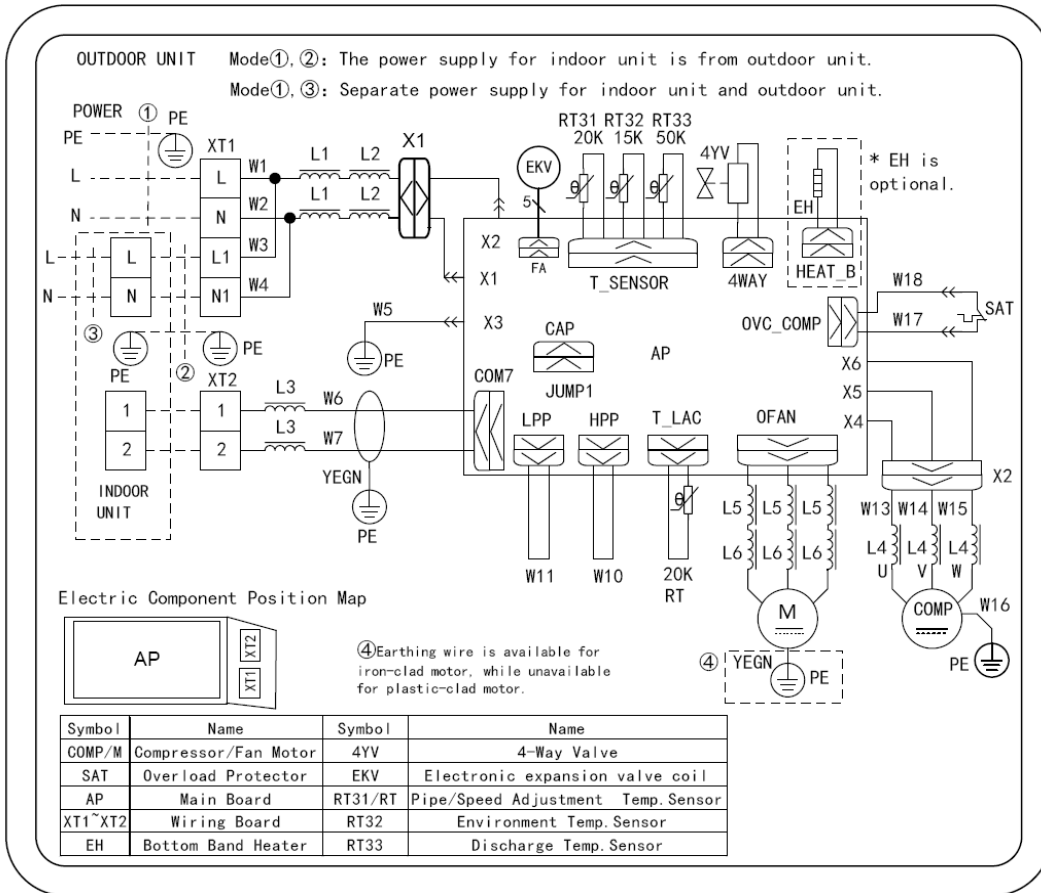 OUTDOOR UNIT Mode①,②: The power supply for indoor unit is from outdoor unit.
Mode①,③: Separate power supply for indoor unit and outdoor unit.
POWER ① PE
PE
L
N
XT1
L
N
L1
N1
W1
W2
W3
W4
L1 L2
L1 L2
X1
EKV
5
FA
RT31 RT32 RT33
20K 15K 50K
θ θ θ
T_SENSOR
4YV
4WAY
EH
HEAT_B
* EH is
optional.
X2
X1
X3
W5
PE
L
N
L
N
③
PE
②
PE
XT2
1
2
1
2
INDOOR
UNIT
L3
L3
W6
W7
YEGN
PE
COM7
CAP
JUMP1
AP
OVC_COMP
W18
W17
SAT
X6
X5
X4
LPP
HPP
T_LAC
OFAN
W11
W10
θ
20K
RT
L5 L5 L5
L6 L6 L6
M
④ YEGN
PE
X2
W13 W14 W15
L4 L4 L4
U V W
COMP
W16
PE
Electric Component Position Map
AP
XT2
XT1
④Earthing wire is available for
iron-clad motor, while unavailable
for plastic-clad motor.
Symbol Name Symbol Name
COMP/M Compressor/Fan Motor 4YV 4-Way Valve
SAT Overload Protector EKV Electronic expansion valve coil
AP Main Board RT31/RT Pipe/Speed Adjustment Temp.Sensor
XT1~XT2 Wiring Board RT32 Environment Temp.Sensor
EH Bottom Band Heater RT33 Discharge Temp.Sensor